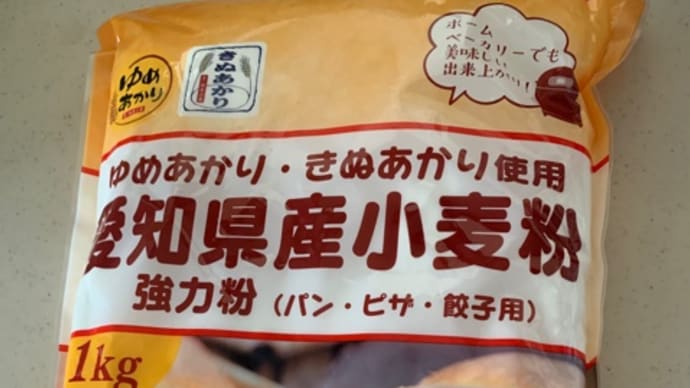 ホーム
ベーカリーでも
美味しい
出来上がり!
ゆめ
あかり
きぬあかり
ゆめあかり・きぬあかり使用
愛知県産小麦粉
強力粉(パン・ピザ・餃子用)
1kg